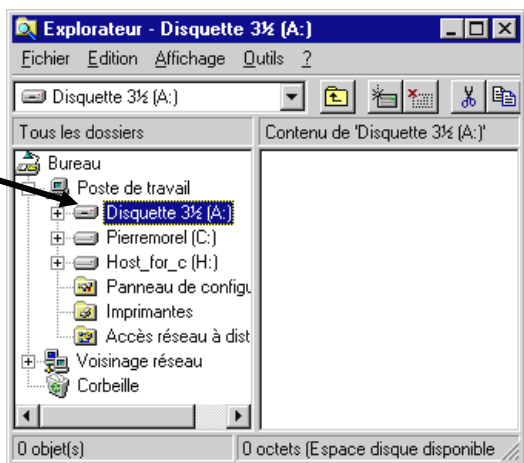 Explorateur - Disquette 3½ (A:)
Fichier Edition Affichage Outils ?
Disquette 3½ (A:)
Tous les dossiers
Contenu de 'Disquette 3½ (A:)'
Bureau
Poste de travail
Disquette 3½ (A:)
Pierremorel (C:)
Host_for_c (H:)
Panneau de configu
Imprimantes
Accès réseau à dist
Voisinage réseau
Corbeille
0 objet(s)
0 octets (Espace disque disponible